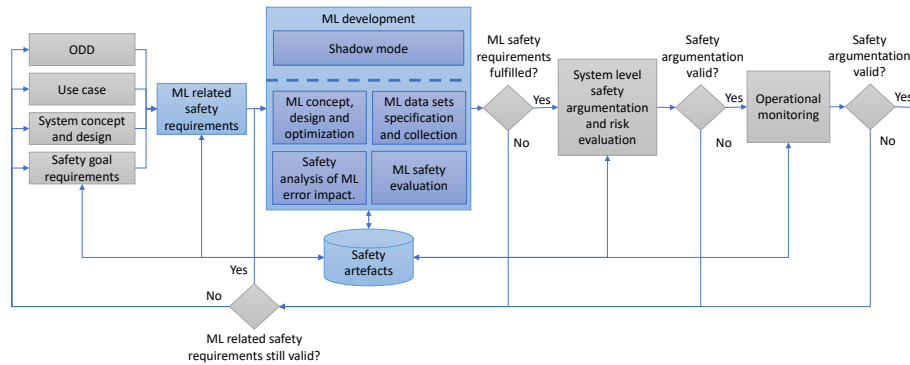 ODD
Use case
System concept
and design
Safety goal
requirements
ML related
safety
requirements
ML development
Shadow mode
ML concept,
design and
optimization
ML data sets
specification
and collection
Safety
analysis of ML
error impact.
ML safety
evaluation
Safety
artefacts
ML safety
requirements
fulfilled?
Yes
No
System level
safety
argumentation
and risk
evaluation
Safety
argumentation
valid?
Yes
No
Operational
monitoring
Safety
argumentation
valid?
Yes
No
Yes
No
ML related safety
requirements still valid?